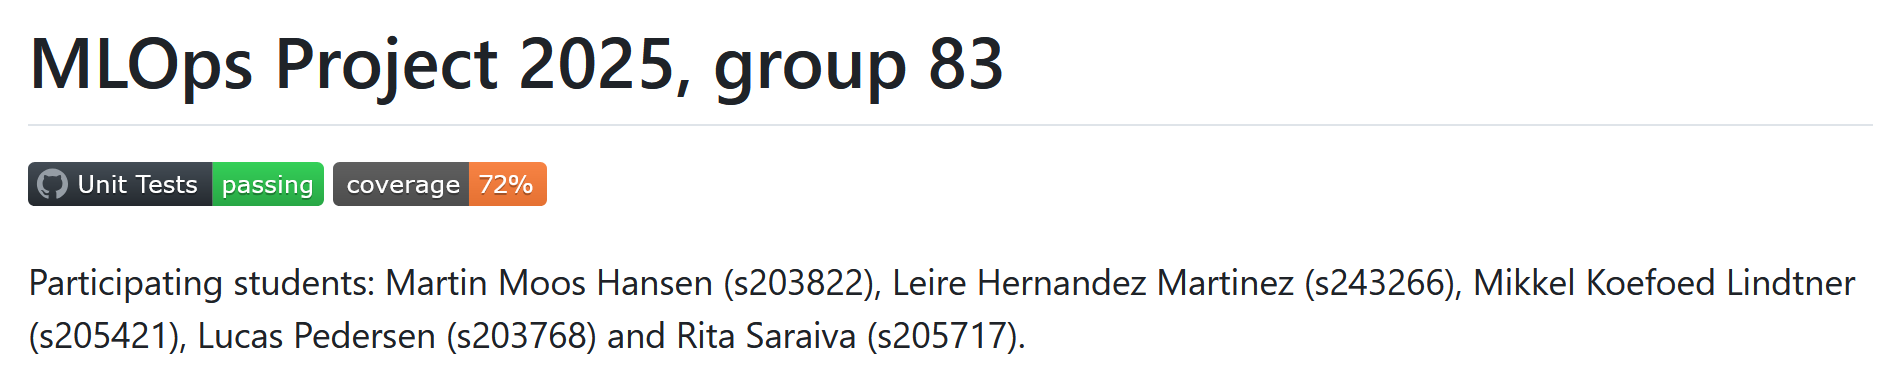 MLOps Project 2025, group 83
Unit Tests passing coverage 72%
Participating students: Martin Moos Hansen (s203822), Leire Hernandez Martinez (s243266), Mikkel Koefoed Lindtner
(s205421), Lucas Pedersen (s203768) and Rita Saraiva (s205717).